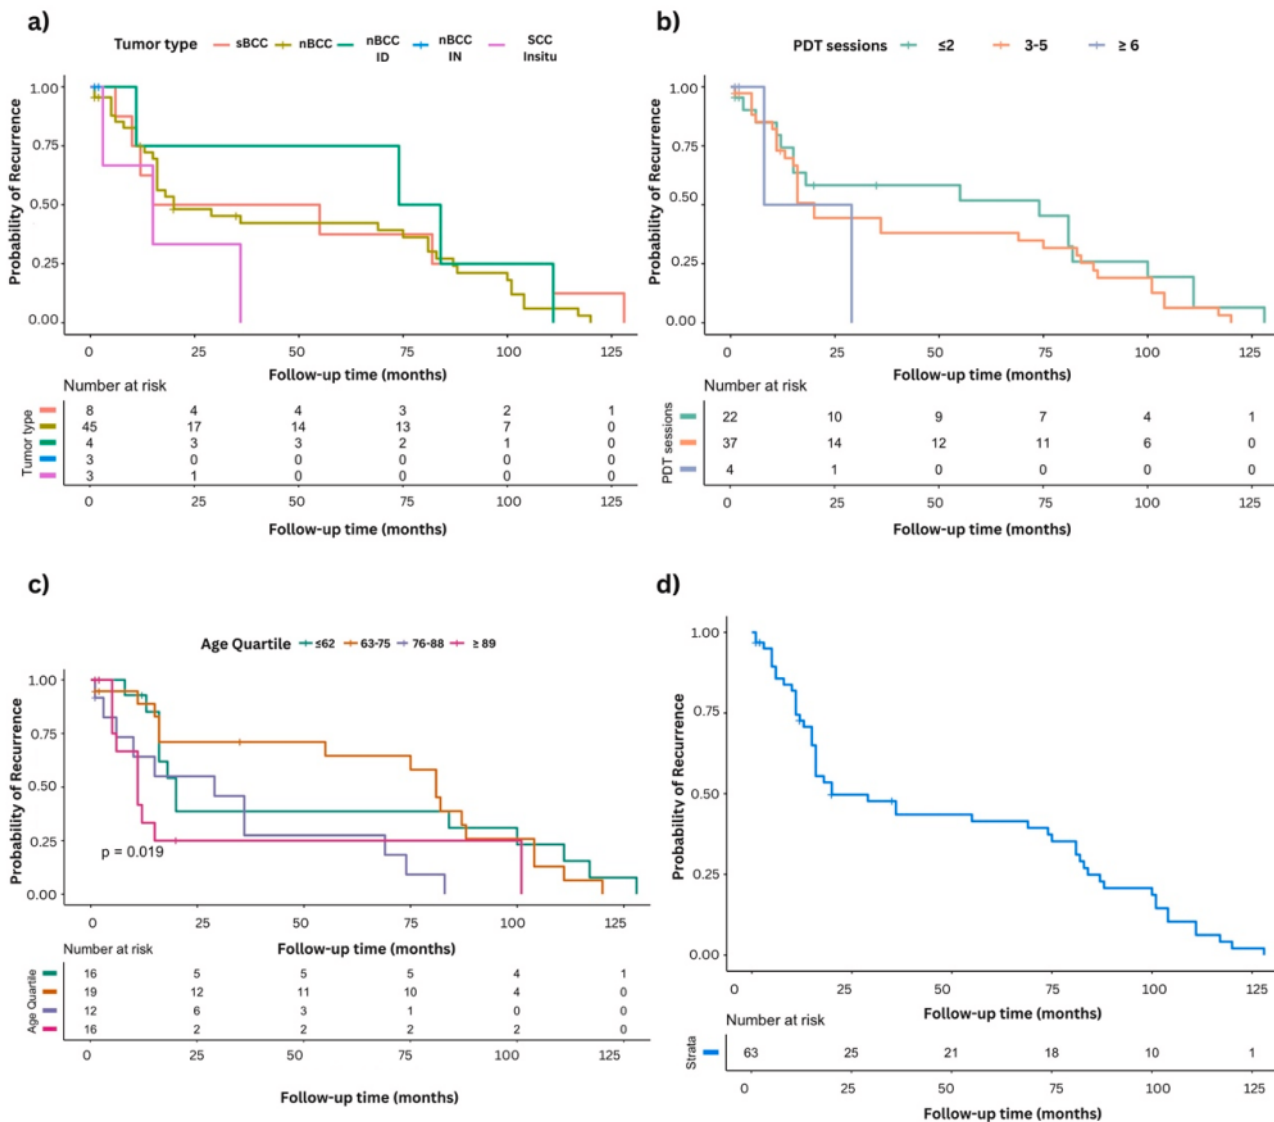 a)
Tumor type sBCC nBCC nBCC ID nBCC IN SCC Insitu
Probability of Recurrence
1.00
0.75
0.50
0.25
0.00
0 25 50 75 100 125
Follow-up time (months)
Number at risk
Tumor type
8 4 4 3 2 1
45 17 14 13 7 0
4 3 3 2 1 0
3 0 0 0 0 0
3 1 0 0 0 0
0 25 50 75 100 125
Follow-up time (months)
b)
PDT sessions ≤2 3-5 ≥ 6
Probability of Recurrence
1.00
0.75
0.50
0.25
0.00
0 25 50 75 100 125
Follow-up time (months)
Number at risk
PDT sessions
22 10 9 7 4 1
37 14 12 11 6 0
4 1 0 0 0 0
0 25 50 75 100 125
Follow-up time (months)
c)
Age Quartile ≤62 63-75 76-88 ≥ 89
Probability of Recurrence
1.00
0.75
0.50
0.25
0.00
p = 0.019
0 25 50 75 100 125
Follow-up time (months)
Number at risk
Age Quartile
16 5 5 5 4 1
19 12 11 10 4 0
12 6 3 1 0 0
16 2 2 2 2 0
0 25 50 75 100 125
Follow-up time (months)
d)
Probability of Recurrence
1.00
0.75
0.50
0.25
0.00
0 25 50 75 100 125
Follow-up time (months)
Number at risk
Strata
63 25 21 18 10 1
0 25 50 75 100 125
Follow-up time (months)